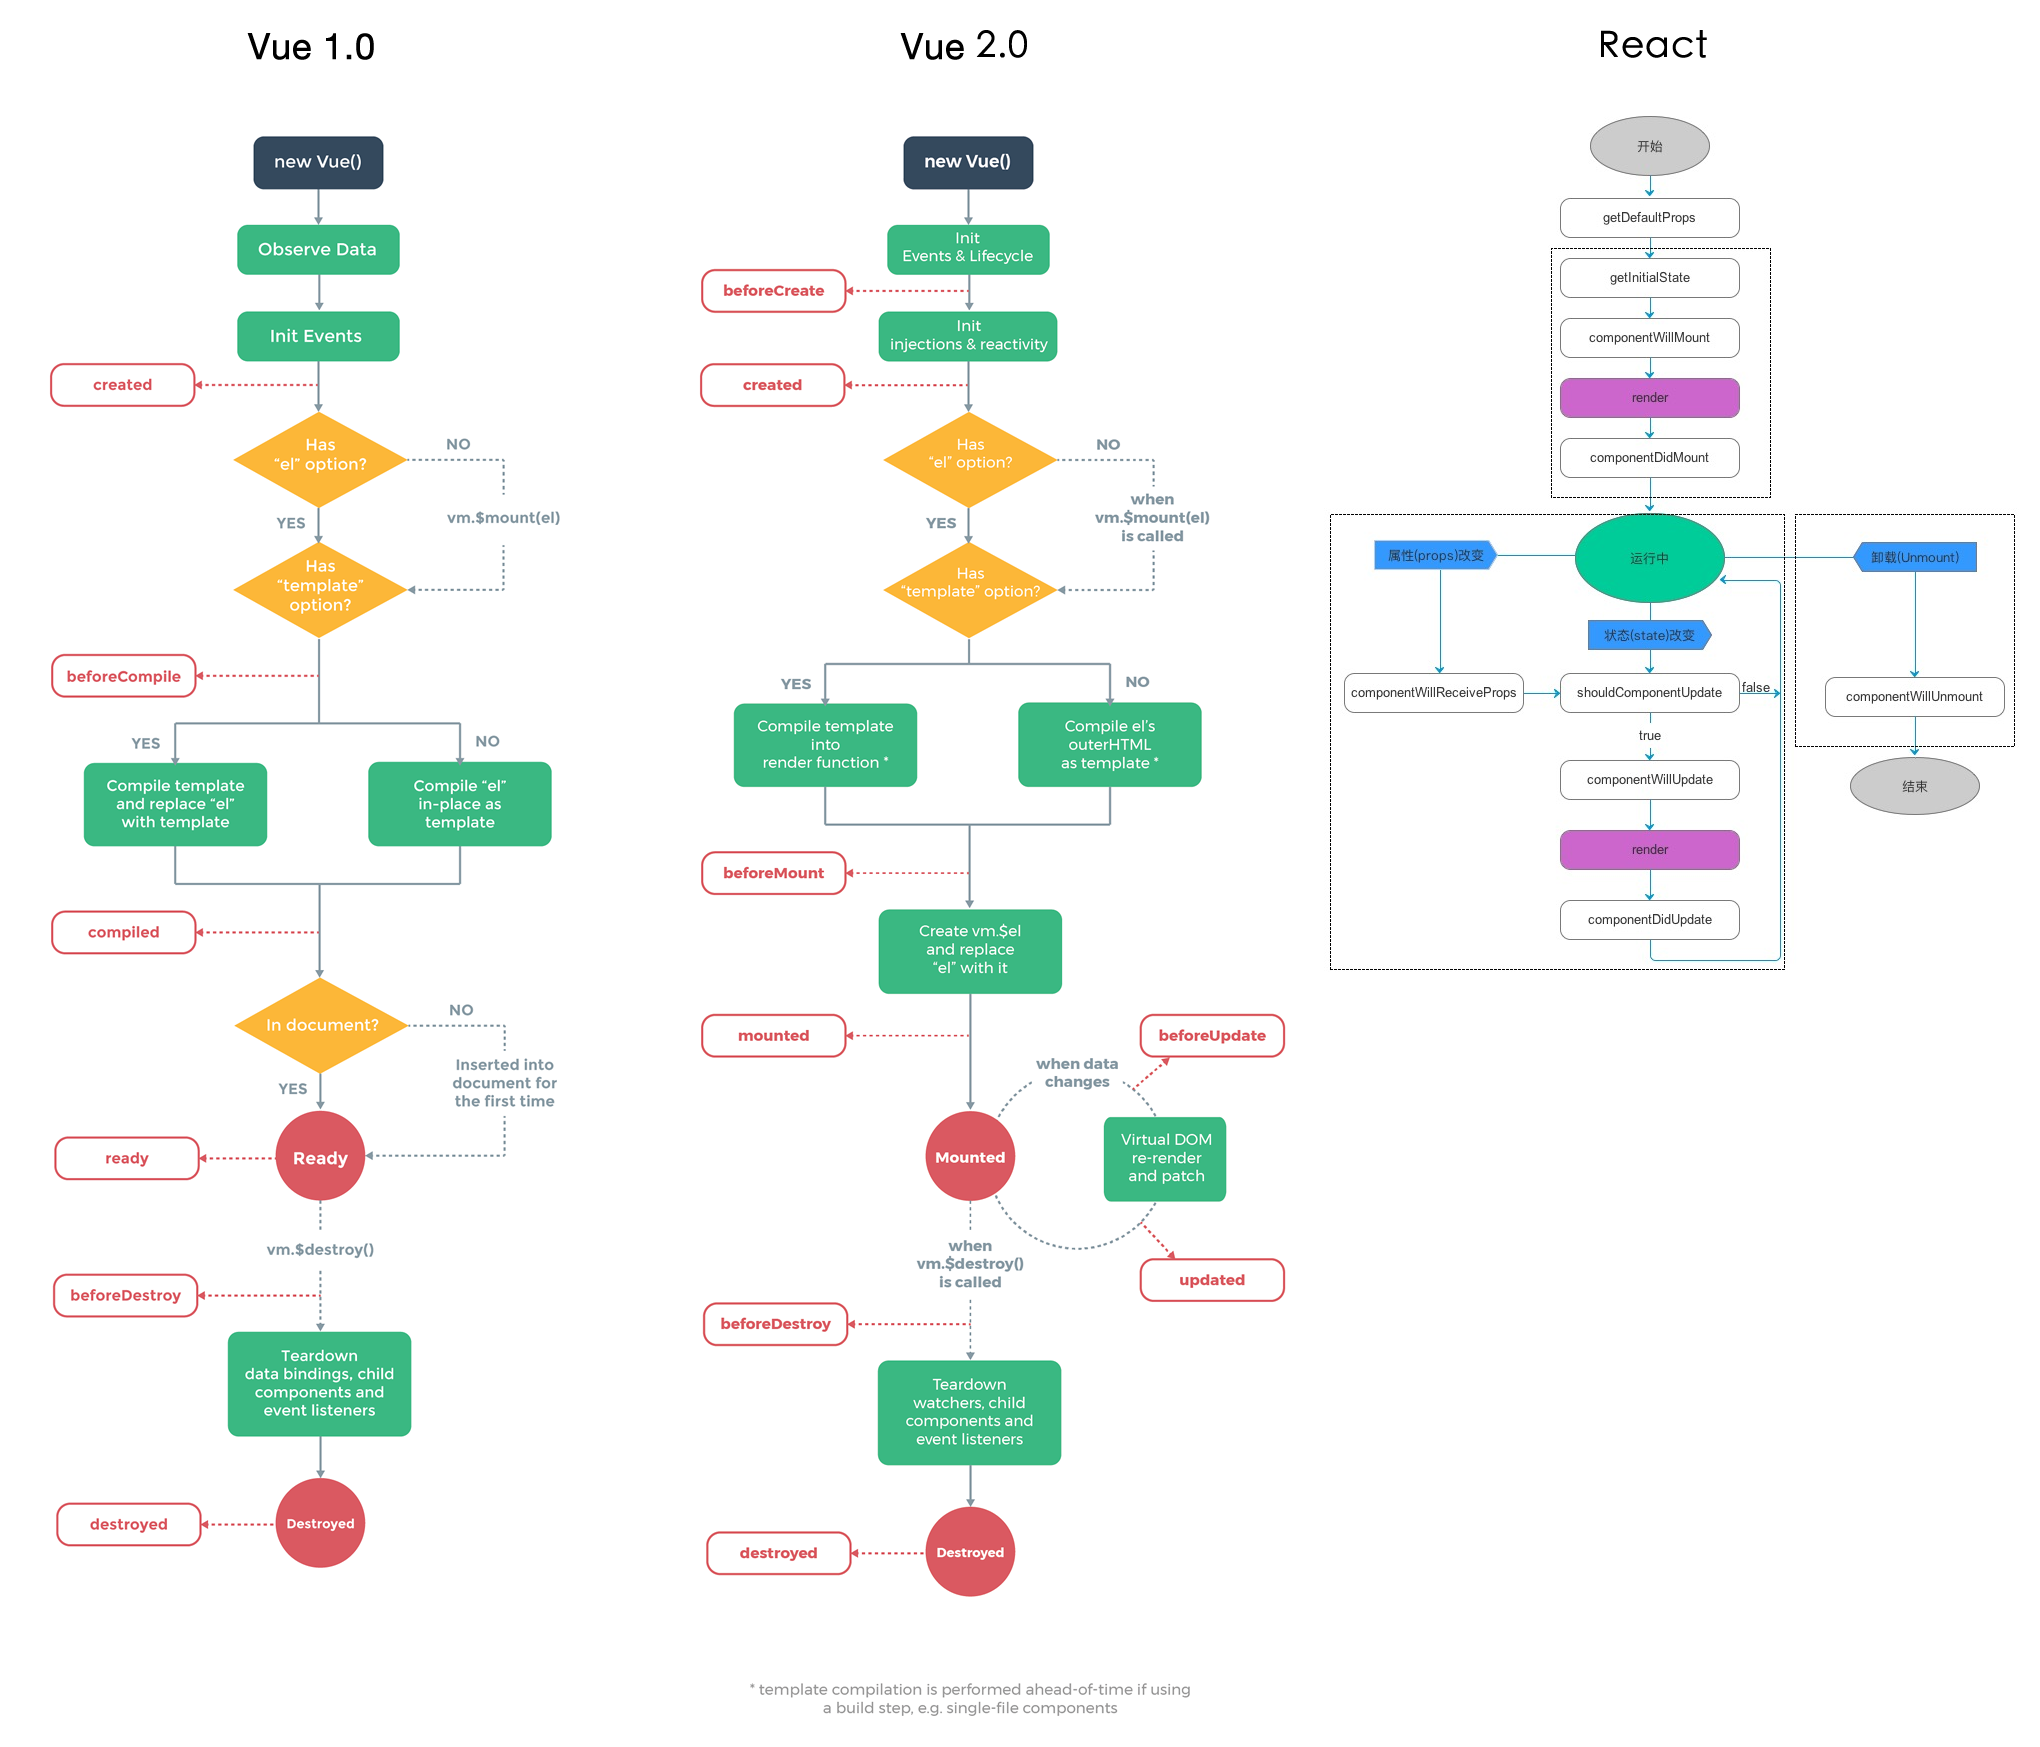 Vue 1.0
new Vue()
Observe Data
Init Events
created
Has
“el” option?
NO
YES
vm.$mount(el)
Has
“template”
option?
beforeCompile
YES
NO
Compile template
and replace “el”
with template
Compile “el”
in-place as
template
compiled
In document?
NO
YES
Inserted into
document for
the first time
Ready
ready
vm.$destroy()
beforeDestroy
Teardown
data bindings, child
components and
event listeners
Destroyed
destroyed
Vue 2.0
new Vue()
Init
Events & Lifecycle
beforeCreate
Init
injections & reactivity
created
Has
“el” option?
NO
YES
when
vm.$mount(el)
is called
Has
“template” option?
YES
NO
Compile template
into
render function *
Compile el’s
outerHTML
as template *
beforeMount
Create vm.$el
and replace
“el” with it
mounted
Mounted
when data
changes
beforeUpdate
Virtual DOM
re-render
and patch
updated
when
vm.$destroy()
is called
beforeDestroy
Teardown
watchers, child
components and
event listeners
Destroyed
destroyed
* template compilation is performed ahead-of-time if using
a build step, e.g. single-file components
React
开始
getDefaultProps
getInitialState
componentWillMount
render
componentDidMount
属性(props)改变
运行中
卸载(Unmount)
状态(state)改变
componentWillReceiveProps
shouldComponentUpdate
false
componentWillUnmount
true
componentWillUpdate
结束
render
componentDidUpdate